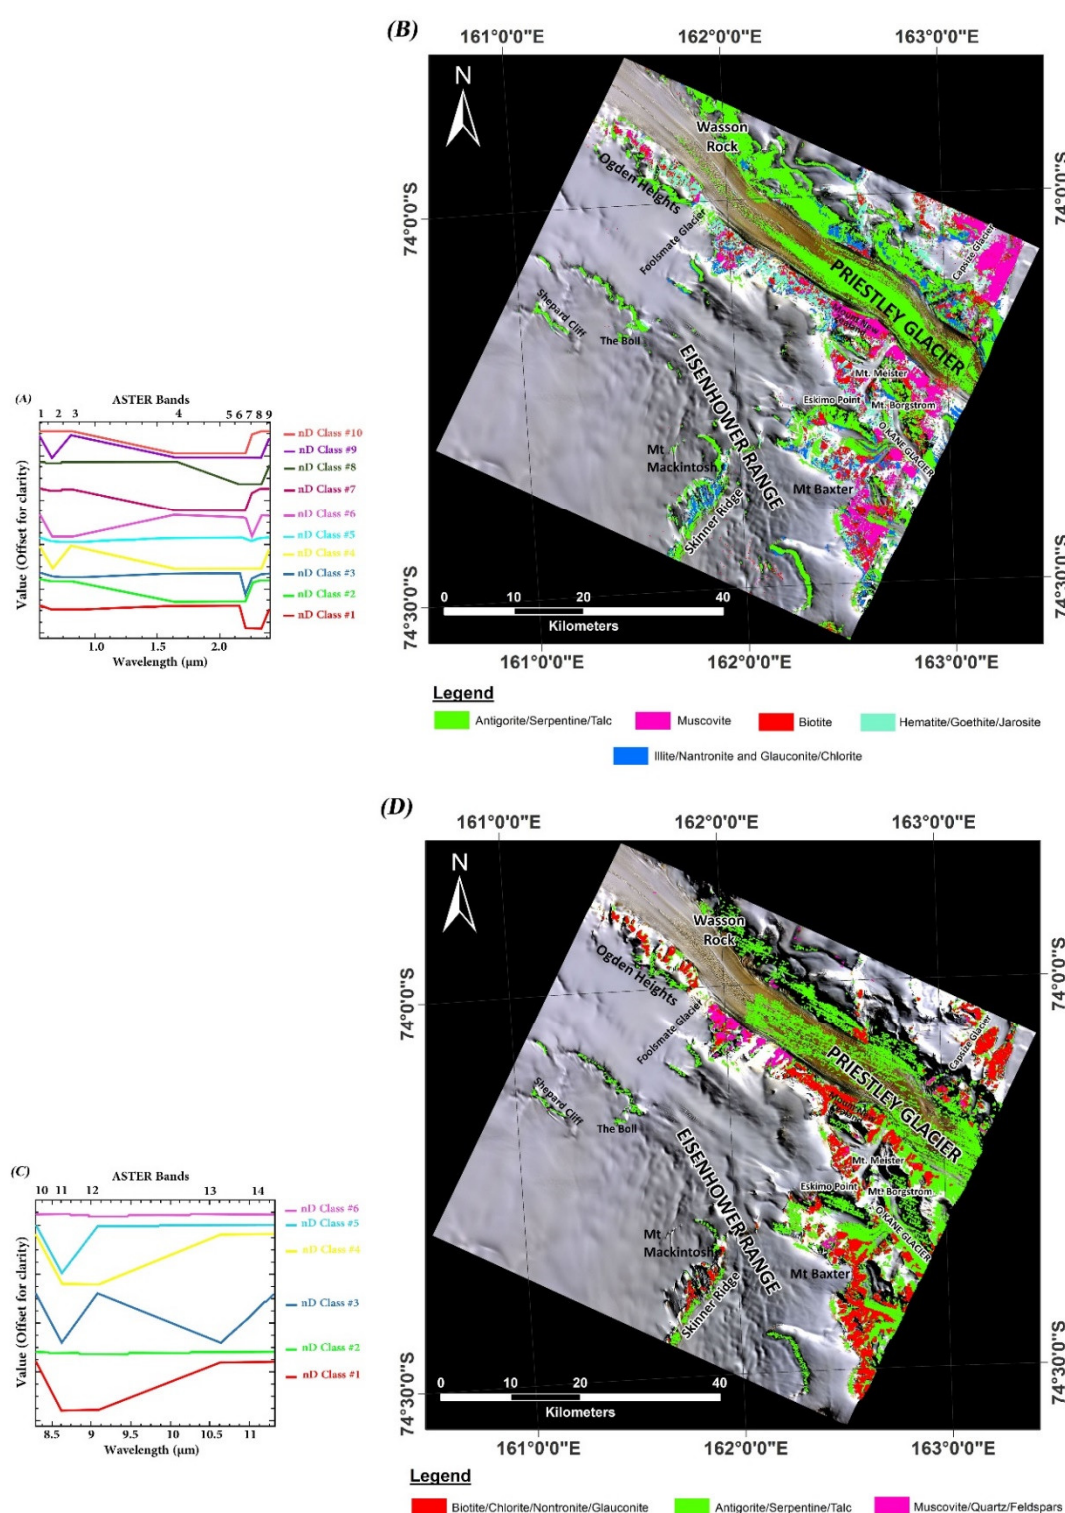 (A)
ASTER Bands
1 2 3 4 5 6 7 8 9
Value (Offset for clarity)
nD Class #10
nD Class #9
nD Class #8
nD Class #7
nD Class #6
nD Class #5
nD Class #4
nD Class #3
nD Class #2
nD Class #1
1.0 1.5 2.0
Wavelength (µm)
(B)
161°0'0"E 162°0'0"E 163°0'0"E
N
74°0'0"S
74°0'0"S
74°30'0"S
74°30'0"S
Wasson
Rock
Ogden Heights
Foolsmate Glacier
Capsize Glacier
PRIESTLEY GLACIER
Shepard Cliff
The Boll
Mt. Meister
EISENHOWER RANGE
Eskimo Point
Mt. Borgstrom
O KANE GLACIER
Mt
Mackintosh
Mt Baxter
Skinner Ridge
0 10 20 40
Kilometers
161°0'0"E 162°0'0"E 163°0'0"E
Legend
Antigorite/Serpentine/Talc Muscovite Biotite Hematite/Goethite/Jarosite
Illite/Nantronite and Glauconite/Chlorite
(C)
ASTER Bands
10 11 12 13 14
Value (Offset for clarity)
nD Class #6
nD Class #5
nD Class #4
nD Class #3
nD Class #2
nD Class #1
8.5 9 9.5 10 10.5 11
Wavelength (µm)
(D)
161°0'0"E 162°0'0"E 163°0'0"E
N
74°0'0"S
74°0'0"S
74°30'0"S
74°30'0"S
Wasson
Rock
Ogden Heights
Foolsmate Glacier
Capsize Glacier
PRIESTLEY GLACIER
Shepard Cliff
The Boll
Mt. Meister
EISENHOWER RANGE
Eskimo Point
Mt. Borgstrom
O KANE GLACIER
Mt
Mackintosh
Mt Baxter
Skinner Ridge
0 10 20 40
Kilometers
161°0'0"E 162°0'0"E 163°0'0"E
Legend
Biotite/Chlorite/Nontronite/Glauconite Antigorite/Serpentine/Talc Muscovite/Quartz/Feldspars